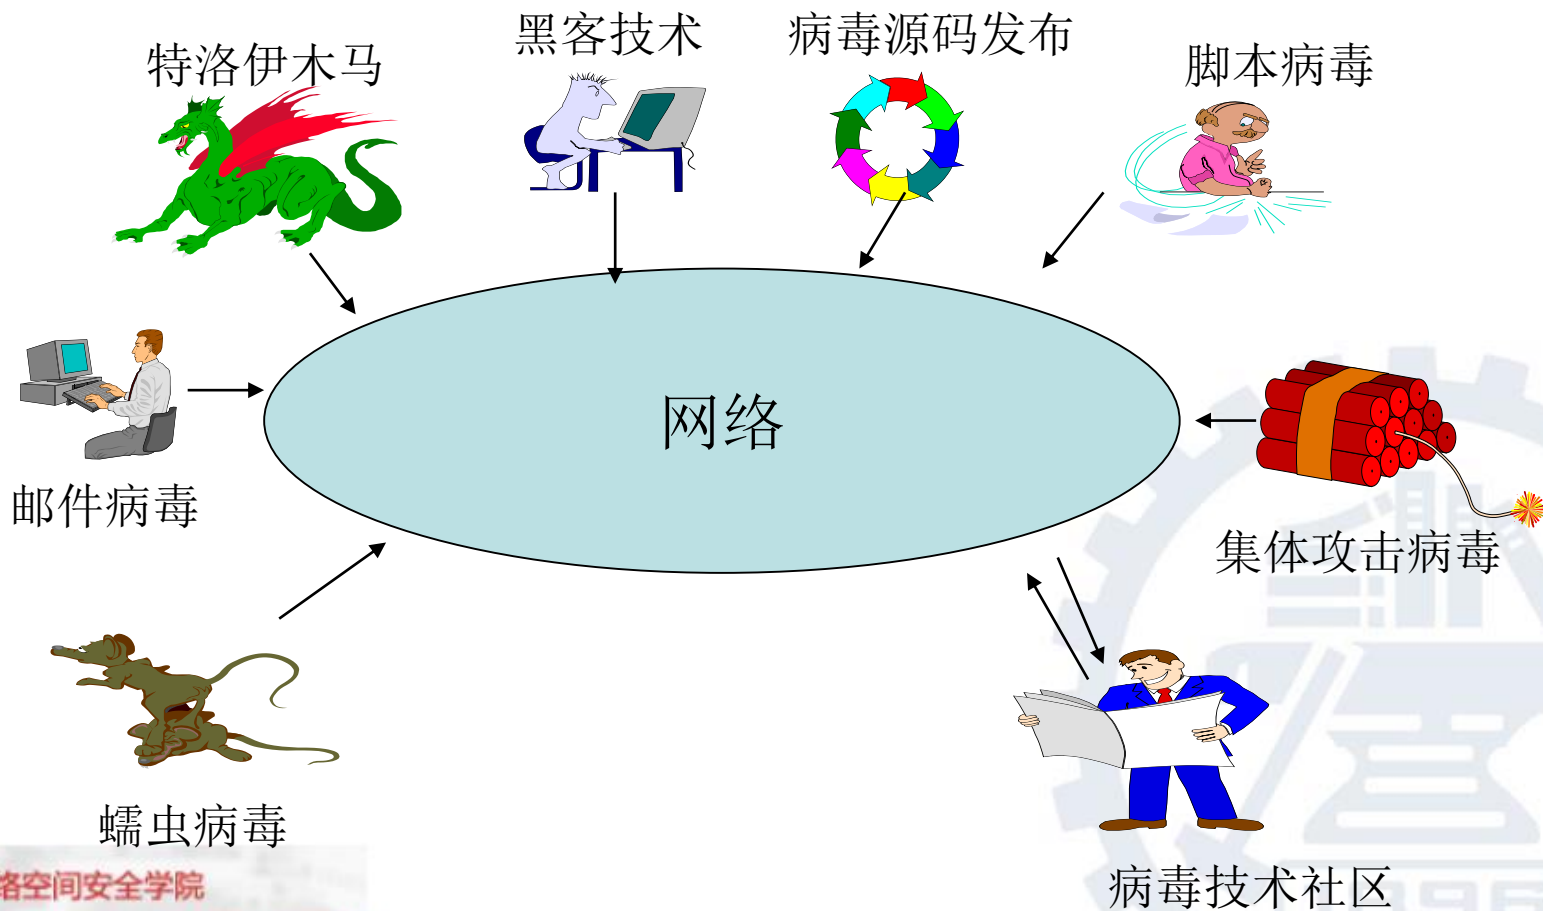 特洛伊木马
黑客技术
病毒源码发布
脚本病毒
网络
邮件病毒
集体攻击病毒
蠕虫病毒
病毒技术社区
络空间安全学院